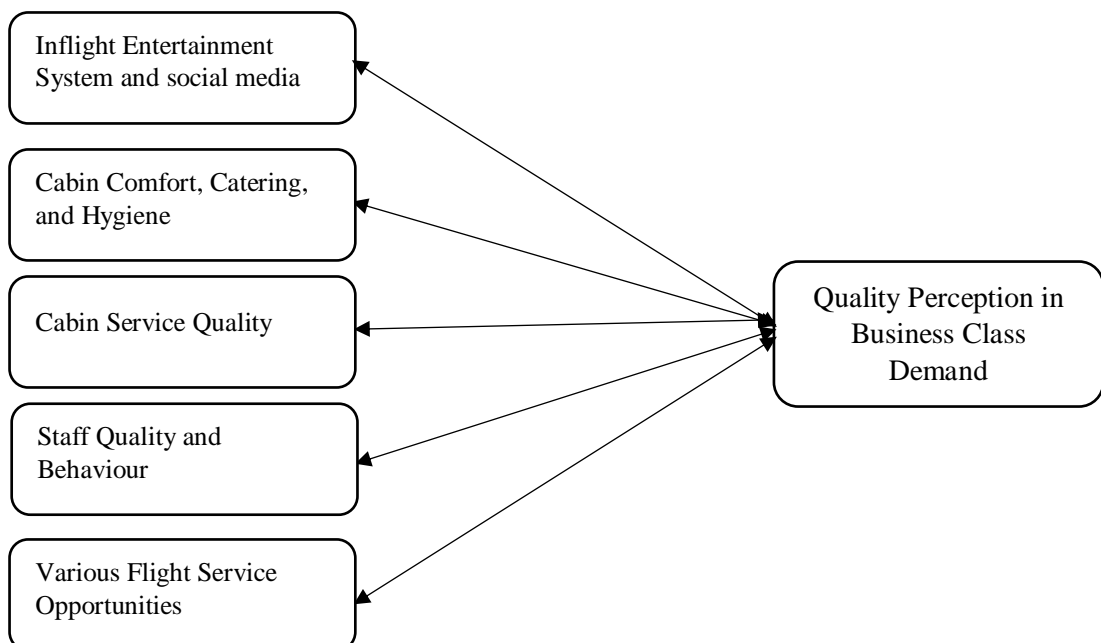 Inflight Entertainment
System and social media
Cabin Comfort, Catering,
and Hygiene
Cabin Service Quality
Staff Quality and
Behaviour
Various Flight Service
Opportunities
Quality Perception in
Business Class
Demand